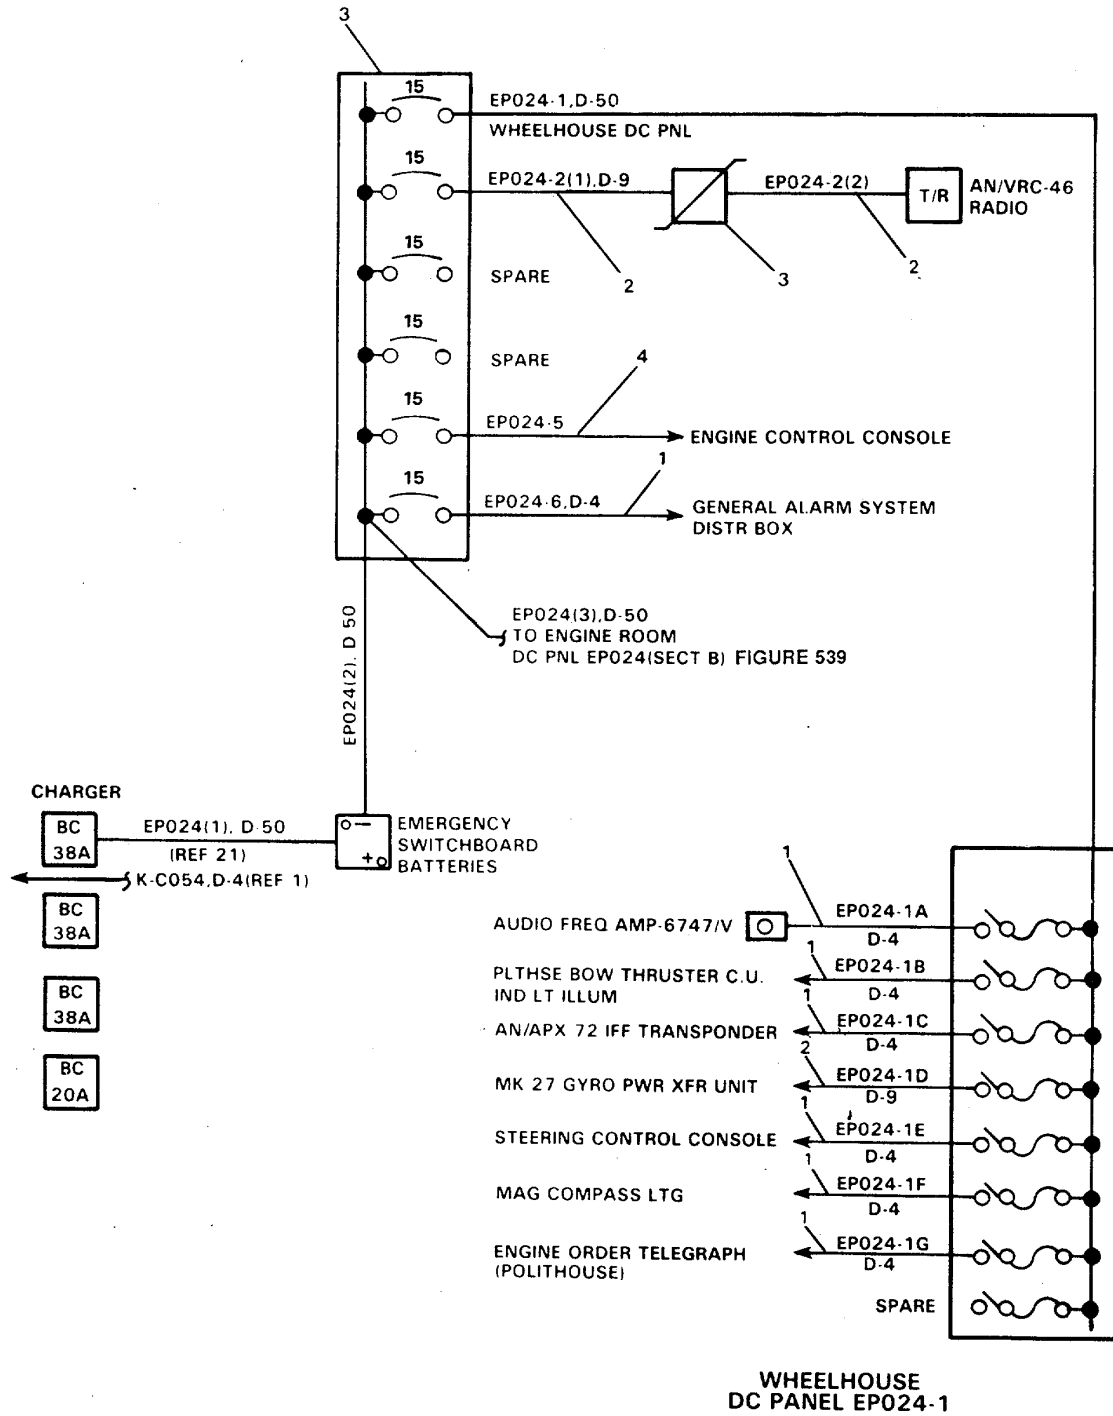 3
15
EP024-1,D-50
WHEELHOUSE DC PNL
15
EP024-2(1),D-9
EP024-2(2)
T/R
AN/VRC-46
RADIO
2
3
2
15
SPARE
15
SPARE
4
15
EP024-5
ENGINE CONTROL CONSOLE
1
15
EP024-6,D-4
GENERAL ALARM SYSTEM
DISTR BOX
EP024(3),D-50
TO ENGINE ROOM
DC PNL EP024(SECT B) FIGURE 539
EP024(2), D 50
CHARGER
BC
38A
EP024(1), D-50
(REF 21)
EMERGENCY
SWITCHBOARD
BATTERIES
K-C054,D-4(REF 1)
BC
38A
BC
38A
BC
20A
1
AUDIO FREQ AMP-6747/V
EP024-1A
D-4
1
PLTHSE BOW THRUSTER C.U.
IND LT ILLUM
EP024-1B
D-4
1
AN/APX 72 IFF TRANSPONDER
EP024-1C
D-4
2
MK 27 GYRO PWR XFR UNIT
EP024-1D
D-9
1
STEERING CONTROL CONSOLE
EP024-1E
D-4
1
MAG COMPASS LTG
EP024-1F
D-4
1
ENGINE ORDER TELEGRAPH
(POLITHOUSE)
EP024-1G
D-4
SPARE
WHEELHOUSE
DC PANEL EP024-1